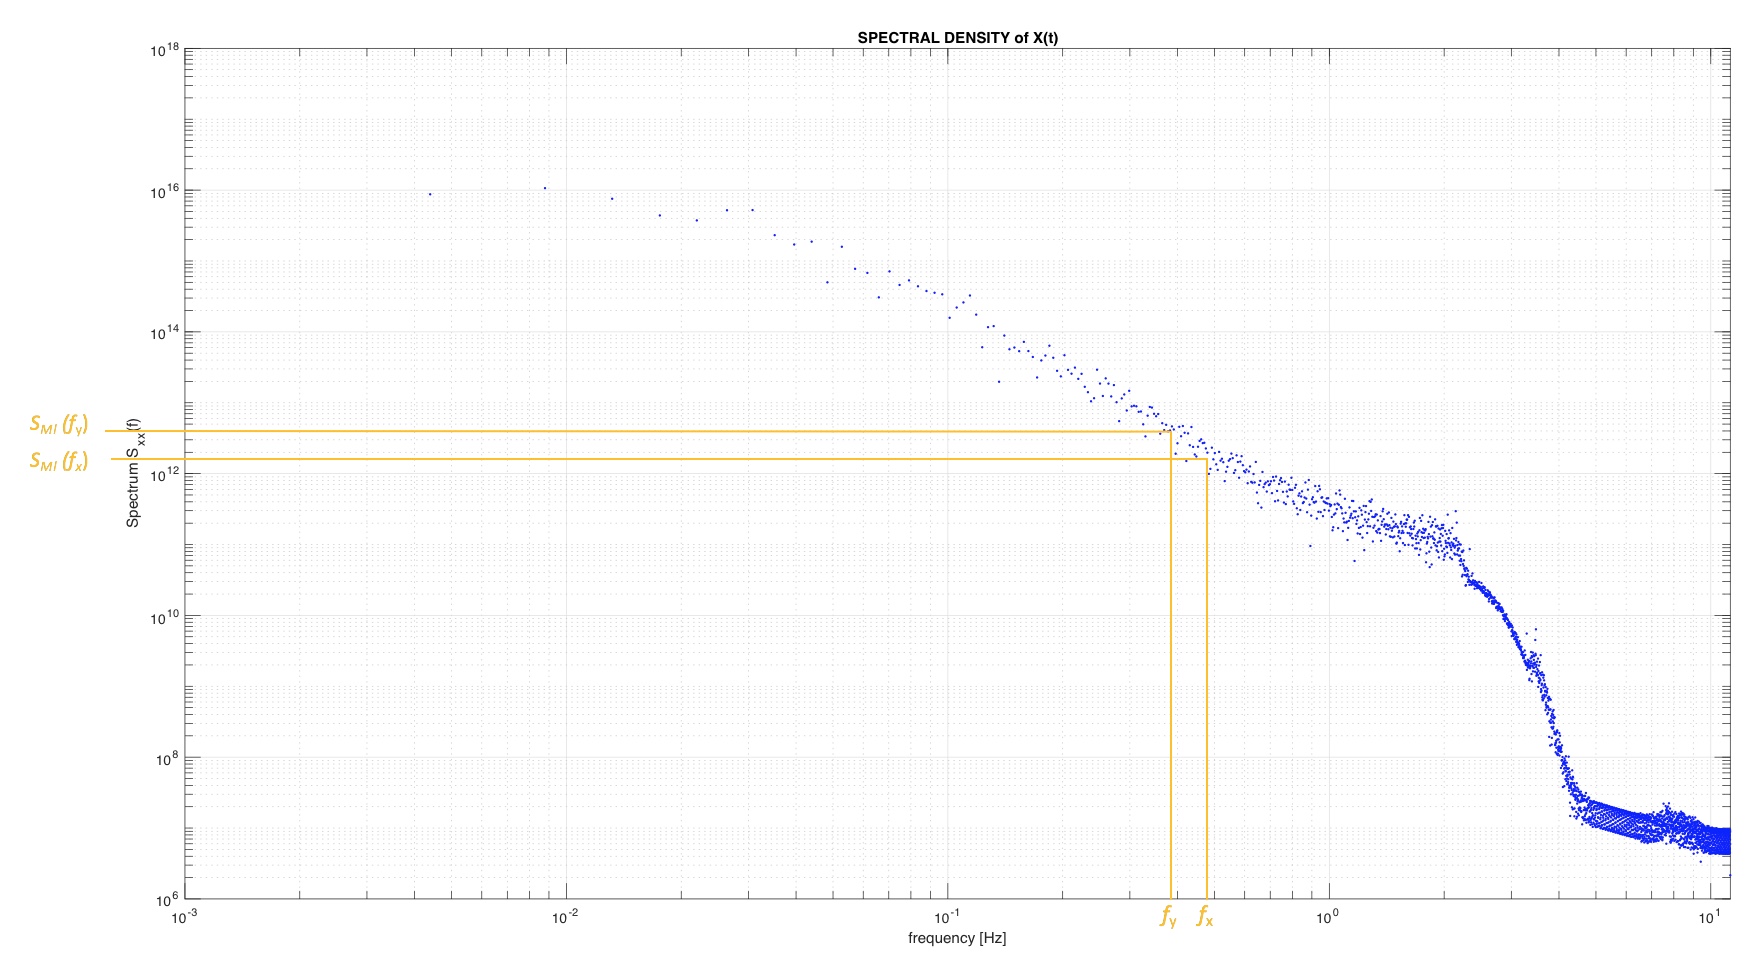 SPECTRAL DENSITY of X(t)
10^18
10^16
10^14
S_MI (f_y)
S_MI (f_x)
Spectrum S_xx(f)
10^12
10^10
10^8
10^6
10^-3
10^-2
10^-1
f_y
f_x
10^0
10^1
frequency [Hz]